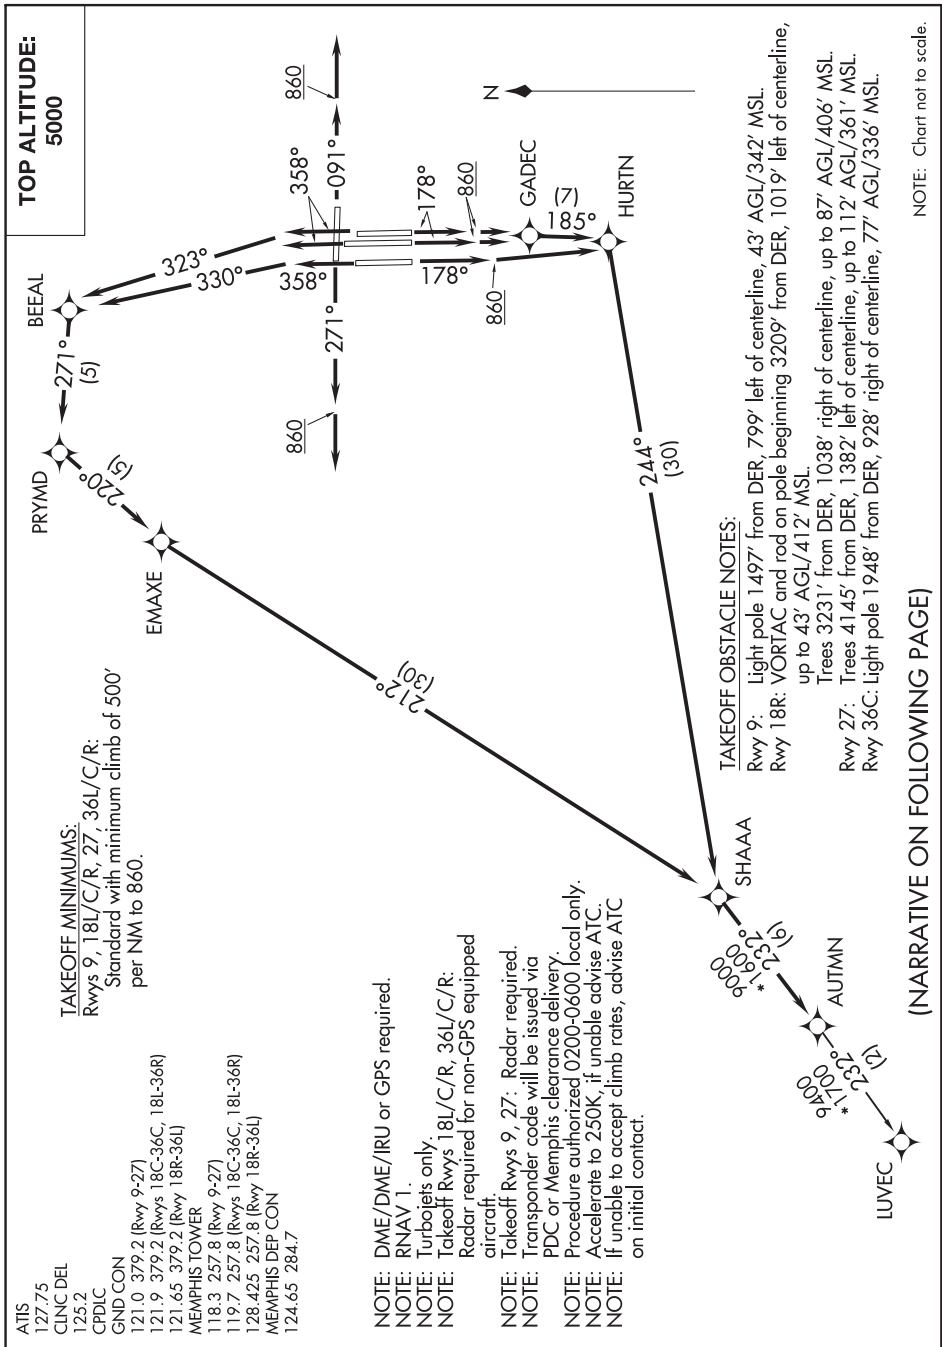 TOP ALTITUDE:
5000
ATIS
127.75
CLNC DEL
125.2
CPDLC
GND CON
121.0 379.2 (Rwy 9-27)
121.9 379.2 (Rwys 18C-36C, 18L-36R)
121.65 379.2 (Rwy 18R-36L)
MEMPHIS TOWER
118.3 257.8 (Rwy 9-27)
119.7 257.8 (Rwys 18C-36C, 18L-36R)
128.425 257.8 (Rwy 18R-36L)
MEMPHIS DEP CON
124.65 284.7
TAKEOFF MINIMUMS:
Rwys 9, 18L/C/R, 27, 36L/C/R:
Standard with minimum climb of 500'
per NM to 860.
BEEAL
271°
(5)
PRYMD
220°
(5)
EMAXE
212°
(30)
323°
330°
358°
358°
091°
860
271°
860
178°
178°
860
860
GADEC
(7)
185°
HURTN
N
244°
(30)
SHAAA
9000
*1600
232°
(6)
AUTMN
9400
*1700
232°
(2)
LUVEC
NOTE: DME/DME/IRU or GPS required.
NOTE: RNAV 1.
NOTE: Turbojets only.
NOTE: Takeoff Rwys 18L/C/R, 36L/C/R:
Radar required for non-GPS equipped
aircraft.
NOTE: Takeoff Rwys 9, 27: Radar required.
NOTE: Transponder code will be issued via
PDC or Memphis clearance delivery.
NOTE: Procedure authorized 0200-0600 local only.
NOTE: Accelerate to 250K, if unable advise ATC.
NOTE: If unable to accept climb rates, advise ATC
on initial contact.
TAKEOFF OBSTACLE NOTES:
Rwy 9: Light pole 1497' from DER, 799' left of centerline, 43' AGL/342' MSL.
Rwy 18R: VORTAC and rod on pole beginning 3209' from DER, 1019' left of centerline,
up to 43' AGL/412' MSL.
Trees 3231' from DER, 1038' right of centerline, up to 87' AGL/406' MSL.
Rwy 27: Trees 4145' from DER, 1382' left of centerline, up to 112' AGL/361' MSL.
Rwy 36C: Light pole 1948' from DER, 928' right of centerline, 77' AGL/336' MSL.
(NARRATIVE ON FOLLOWING PAGE)
NOTE: Chart not to scale.